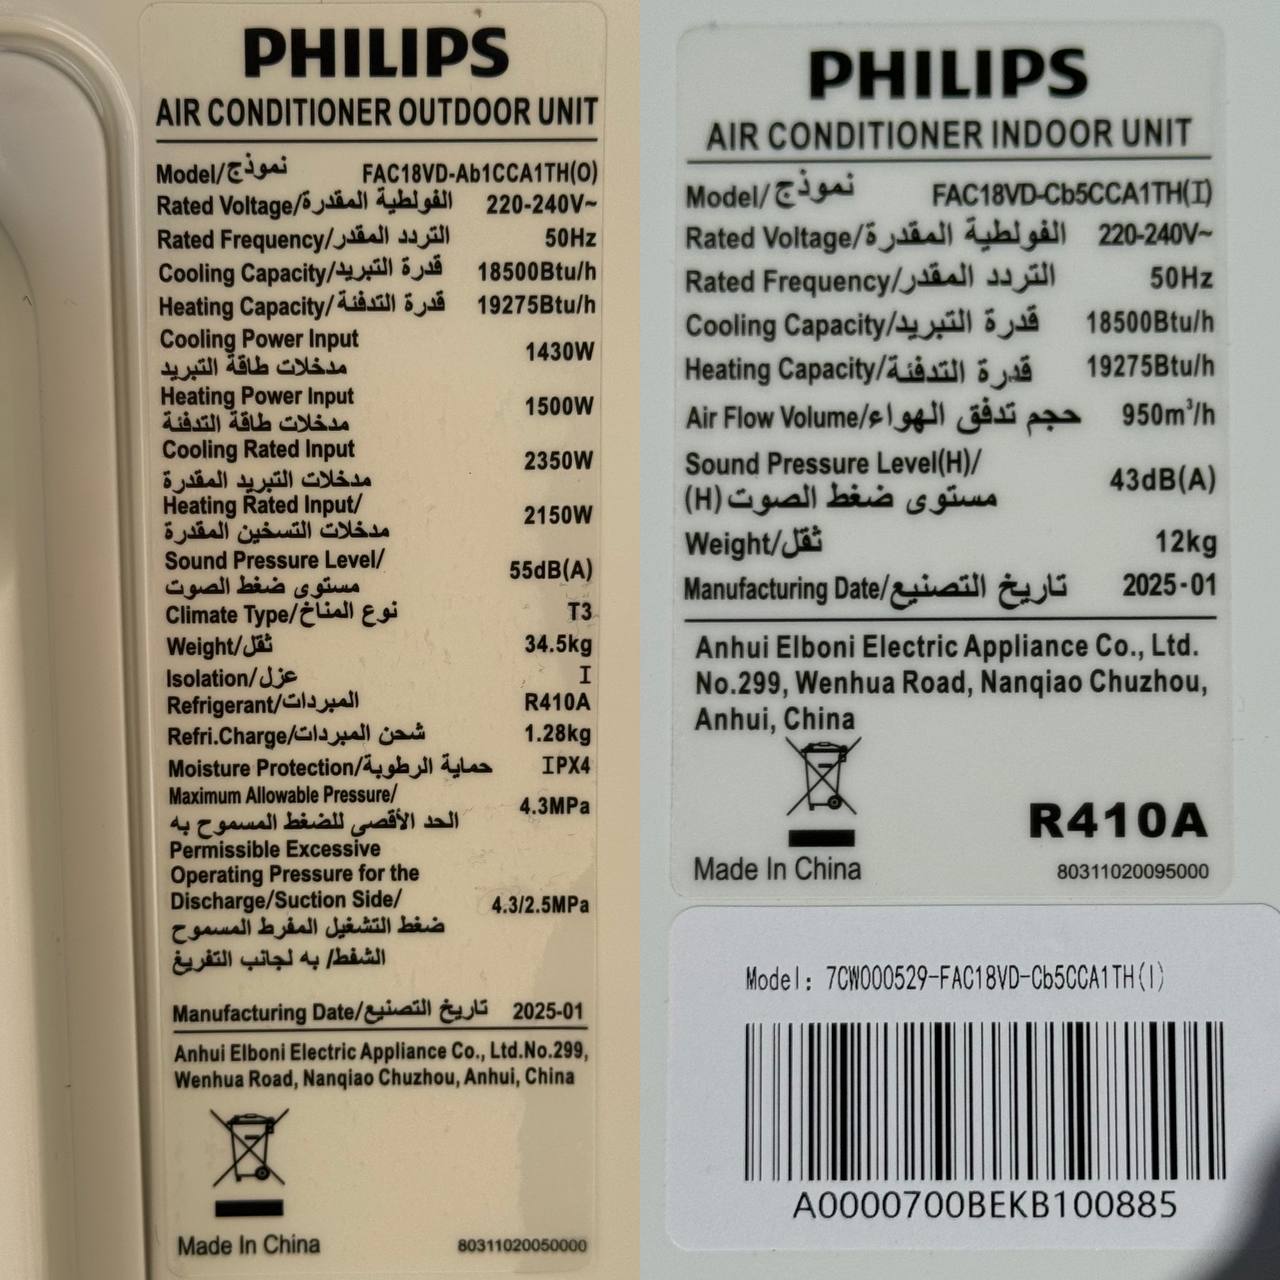 PHILIPS
AIR CONDITIONER OUTDOOR UNIT
Model/نموذج FAC18VD-Ab1CCA1TH(O)
Rated Voltage/الفولطية المقدرة 220-240V~
Rated Frequency/التردد المقدر 50Hz
Cooling Capacity/قدرة التبريد 18500Btu/h
Heating Capacity/قدرة التدفئة 19275Btu/h
Cooling Power Input
مدخلات طاقة التبريد 1430W
Heating Power Input
مدخلات طاقة التدفئة 1500W
Cooling Rated Input
مدخلات التبريد المقدرة 2350W
Heating Rated Input/
مدخلات التسخين المقدرة 2150W
Sound Pressure Level/
مستوى ضغط الصوت 55dB(A)
Climate Type/نوع المناخ T3
Weight/ثقل 34.5kg
Isolation/عزل I
Refrigerant/المبردات R410A
Refri.Charge/شحن المبردات 1.28kg
Moisture Protection/حماية الرطوبة IPX4
Maximum Allowable Pressure/
الحد الأقصى للضغط المسموح به 4.3MPa
Permissible Excessive
Operating Pressure for the
Discharge/Suction Side/ 4.3/2.5MPa
ضغط التشغيل المفرط المسموح
الشفط/ به لجانب التفريغ
Manufacturing Date/تاريخ التصنيع 2025-01
Anhui Elboni Electric Appliance Co., Ltd.No.299,
Wenhua Road, Nanqiao Chuzhou, Anhui, China
Made In China 80311020050000
PHILIPS
AIR CONDITIONER INDOOR UNIT
Model/نموذج FAC18VD-Cb5CCA1TH(I)
Rated Voltage/الفولطية المقدرة 220-240V~
Rated Frequency/التردد المقدر 50Hz
Cooling Capacity/قدرة التبريد 18500Btu/h
Heating Capacity/قدرة التدفئة 19275Btu/h
Air Flow Volume/حجم تدفق الهواء 950m³/h
Sound Pressure Level(H)/
مستوى ضغط الصوت (H) 43dB(A)
Weight/ثقل 12kg
Manufacturing Date/تاريخ التصنيع 2025-01
Anhui Elboni Electric Appliance Co., Ltd.
No.299, Wenhua Road, Nanqiao Chuzhou,
Anhui, China
R410A
Made In China 80311020095000
Model: 7CW000529-FAC18VD-Cb5CCA1TH(I)
A0000700BEKB100885